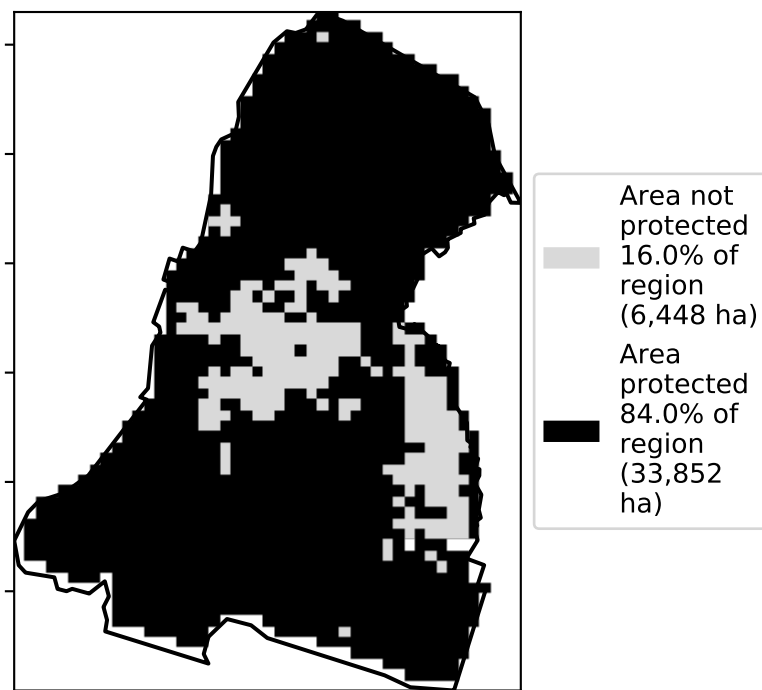 Area not
protected
16.0% of
region
(6,448 ha)
Area
protected
84.0% of
region
(33,852
ha)